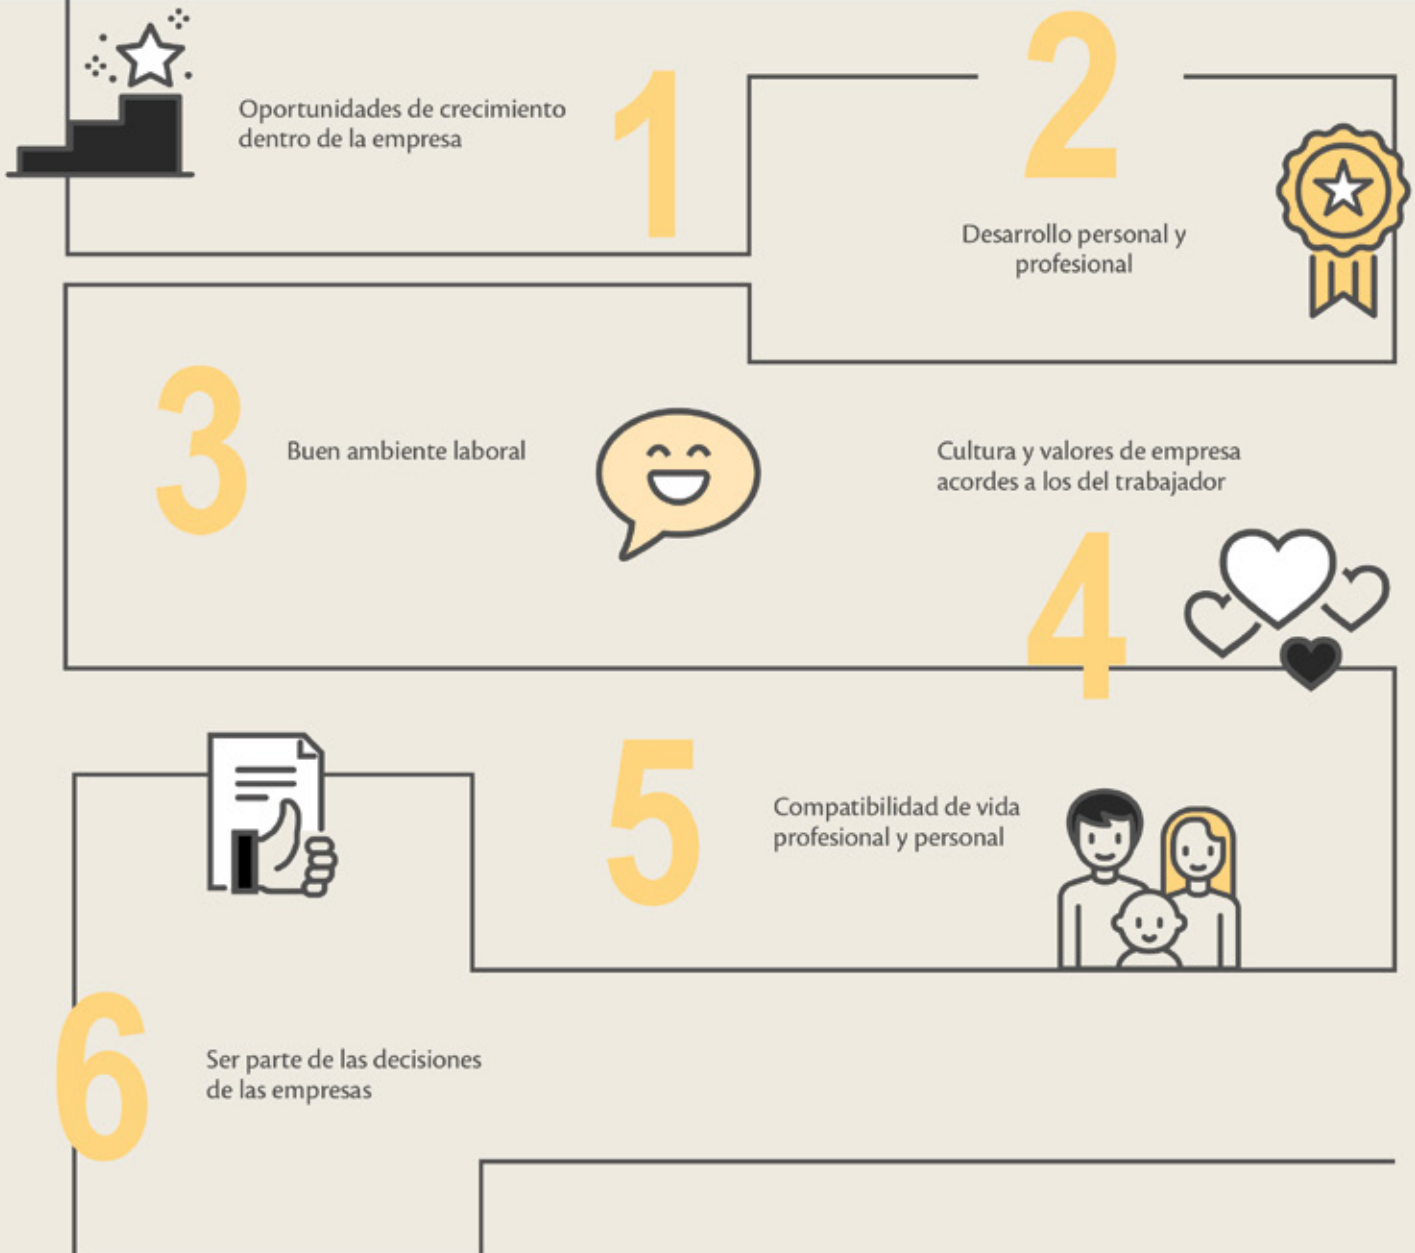 1
Oportunidades de crecimiento
dentro de la empresa
2
Desarrollo personal y
profesional
3
Buen ambiente laboral
Cultura y valores de empresa
acordes a los del trabajador
4
5
Compatibilidad de vida
profesional y personal
6
Ser parte de las decisiones
de las empresas